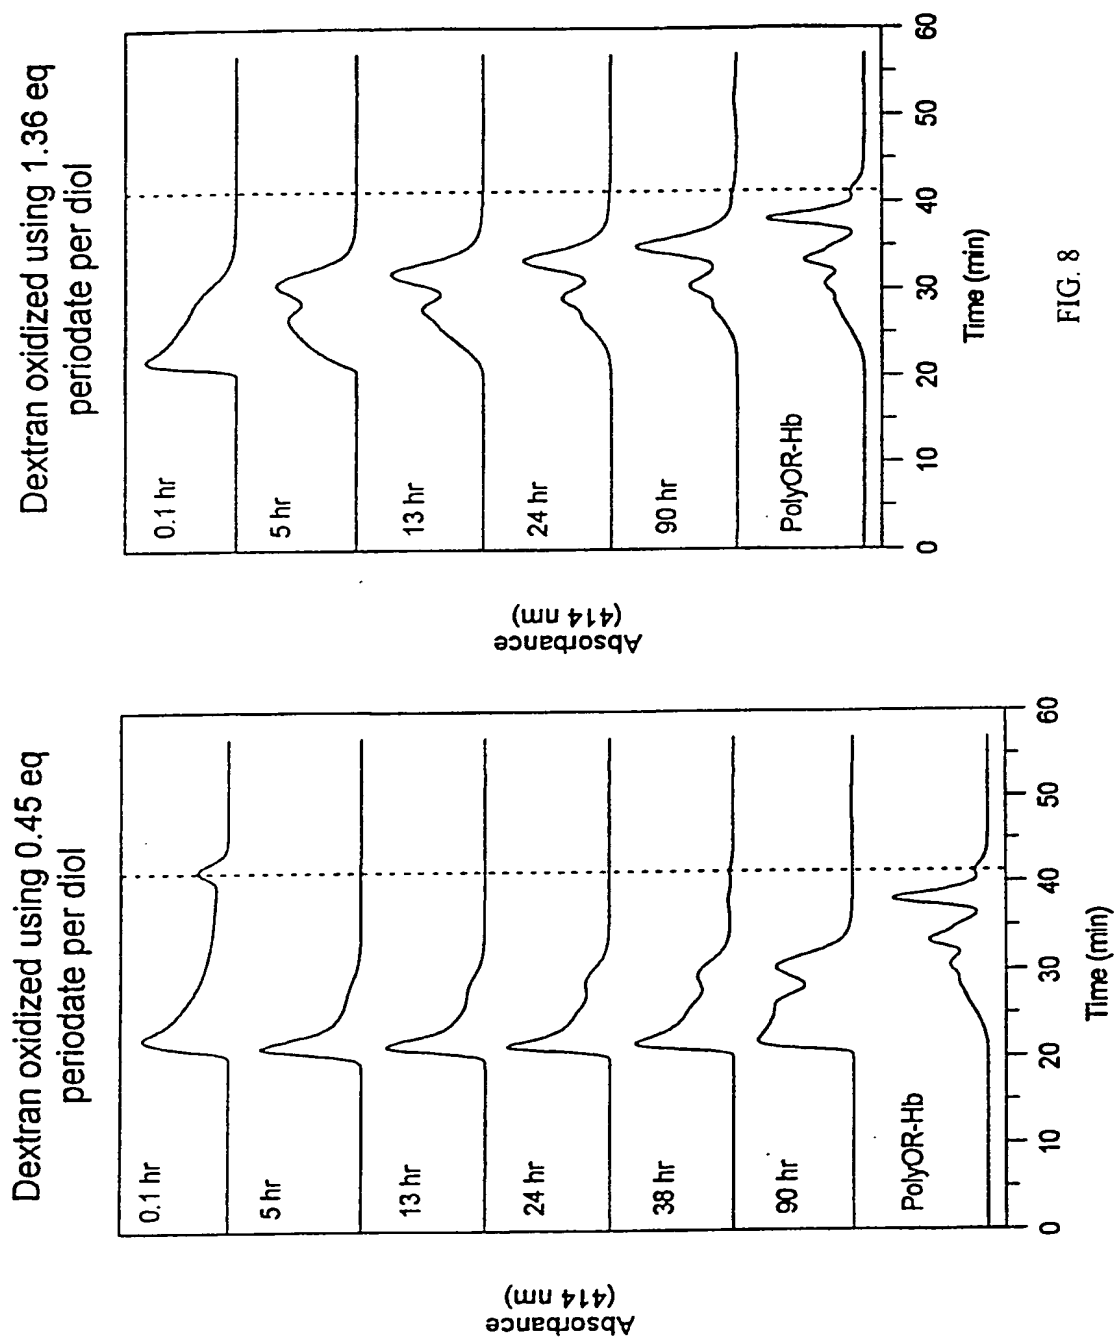 Dextran oxidized using 0.45 eq
periodate per diol
0.1 hr
5 hr
13 hr
24 hr
38 hr
90 hr
PolyOR-Hb
Absorbance
(414 nm)
0 10 20 30 40 50 60
Time (min)
Dextran oxidized using 1.36 eq
periodate per diol
0.1 hr
5 hr
13 hr
24 hr
90 hr
PolyOR-Hb
Absorbance
(414 nm)
0 10 20 30 40 50 60
Time (min)
FIG. 8